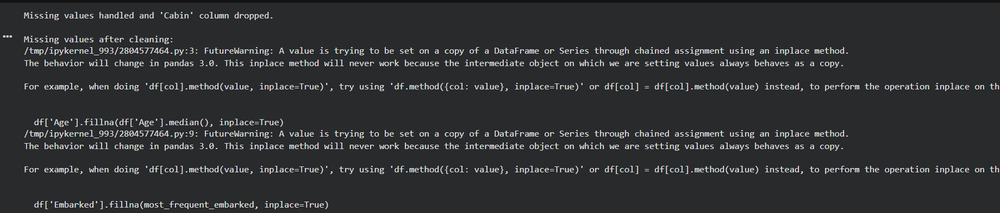 Missing values handled and 'Cabin' column dropped.
Missing values after cleaning:
/tmp/ipykernel_993/2804577464.py:3: FutureWarning: A value is trying to be set on a copy of a DataFrame or Series through chained assignment using an inplace method.
The behavior will change in pandas 3.0. This inplace method will never work because the intermediate object on which we are setting values always behaves as a copy.
For example, when doing 'df[col].method(value, inplace=True)', try using 'df.method({col: value}, inplace=True)' or df[col] = df[col].method(value) instead, to perform the operation inplace on th
df['Age'].fillna(df['Age'].median(), inplace=True)
/tmp/ipykernel_993/2804577464.py:9: FutureWarning: A value is trying to be set on a copy of a DataFrame or Series through chained assignment using an inplace method.
The behavior will change in pandas 3.0. This inplace method will never work because the intermediate object on which we are setting values always behaves as a copy.
For example, when doing 'df[col].method(value, inplace=True)', try using 'df.method({col: value}, inplace=True)' or df[col] = df[col].method(value) instead, to perform the operation inplace on th
df['Embarked'].fillna(most_frequent_embarked, inplace=True)